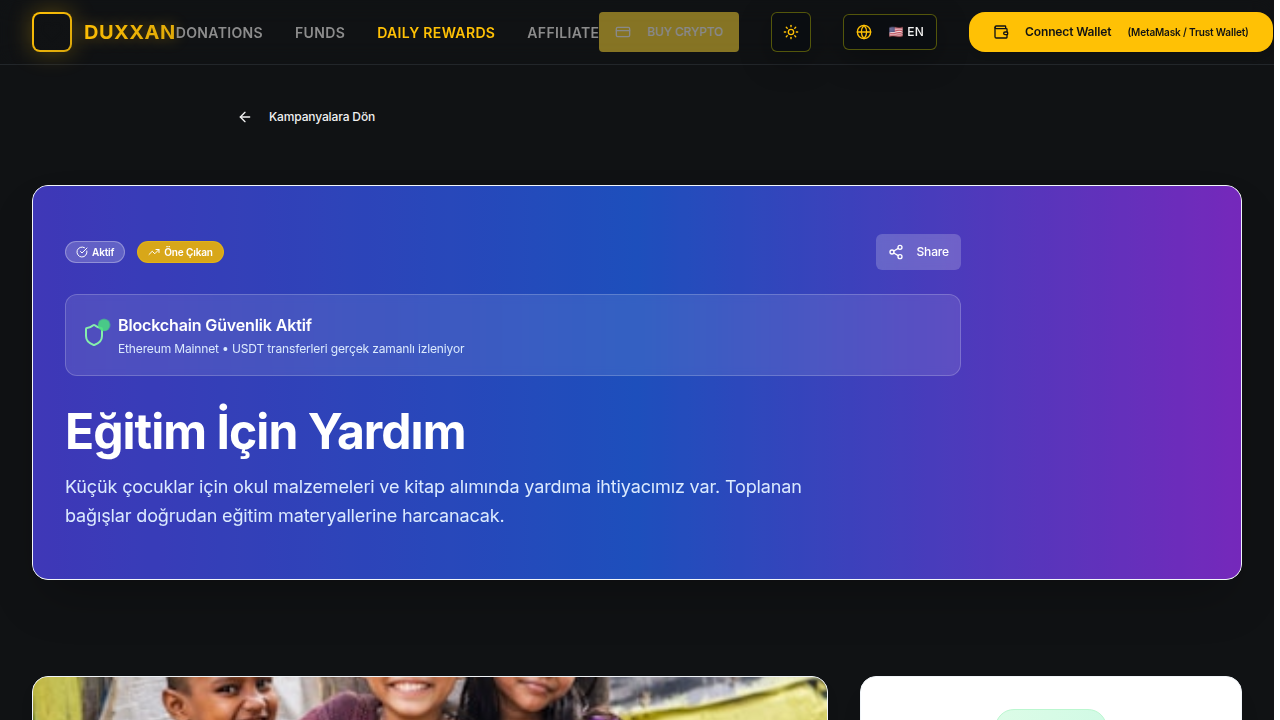 DUXXAN
DONATIONS
FUNDS
DAILY REWARDS
AFFILIATE
BUY CRYPTO
🇺🇸 EN
Connect Wallet (MetaMask / Trust Wallet)
Kampanyalara Dön
Aktif
Öne Çıkan
Share
Blockchain Güvenlik Aktif
Ethereum Mainnet • USDT transferleri gerçek zamanlı izleniyor
Eğitim İçin Yardım
Küçük çocuklar için okul malzemeleri ve kitap alımında yardıma ihtiyacımız var. Toplanan
bağışlar doğrudan eğitim materyallerine harcanacak.